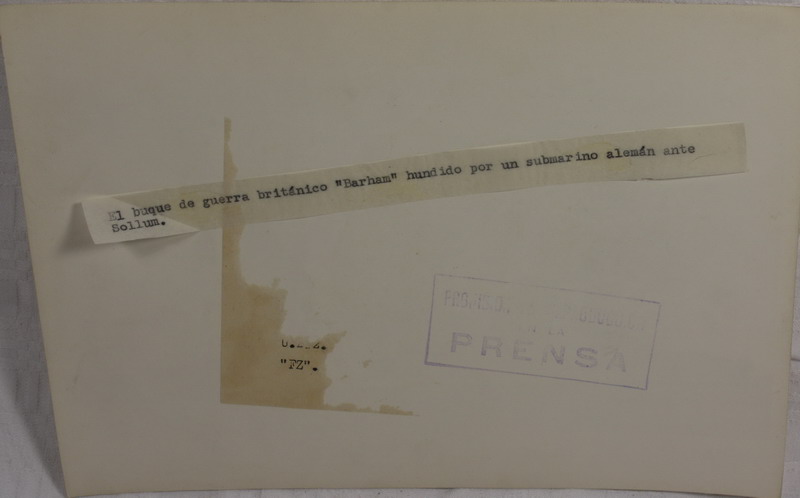 El buque de guerra británico "Barham" hundido por un submarino alemán ante
Sollum.
"FZ".
PRENSA